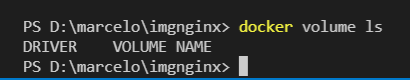 PS D:\marcelo\imgnginx> docker volume ls
DRIVER    VOLUME NAME
PS D:\marcelo\imgnginx>